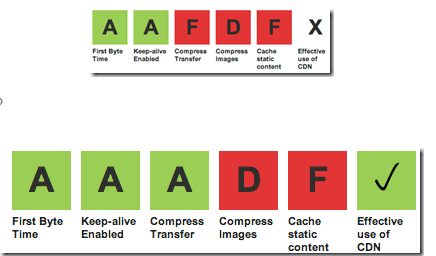 A A F D F X
First Byte Time Keep-alive Enabled Compress Transfer Compress Images Cache static content Effective use of CDN
A A A D F ✓
First Byte Time Keep-alive Enabled Compress Transfer Compress Images Cache static content Effective use of CDN